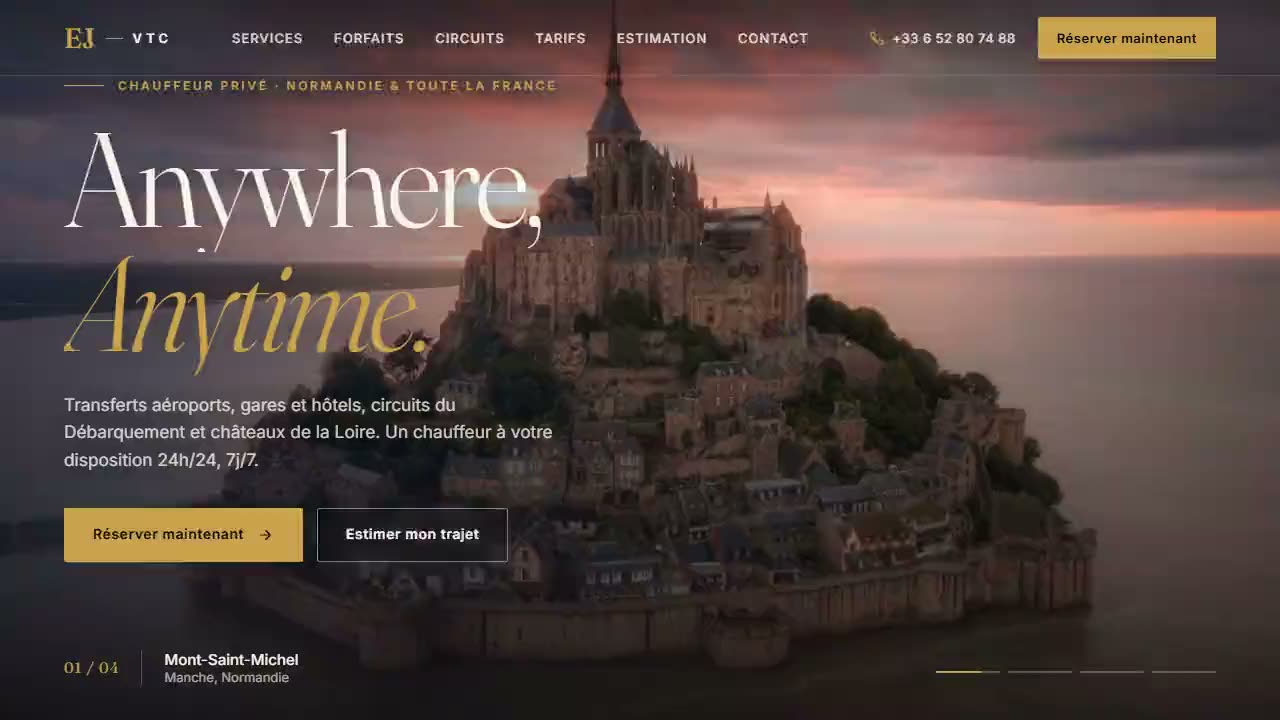 EJ — VTC
SERVICES FORFAITS CIRCUITS TARIFS ESTIMATION CONTACT
+33 6 52 80 74 88
Réserver maintenant
CHAUFFEUR PRIVÉ · NORMANDIE & TOUTE LA FRANCE
Anywhere,
Anytime.
Transferts aéroports, gares et hôtels, circuits du
Débarquement et châteaux de la Loire. Un chauffeur à votre
disposition 24h/24, 7j/7.
Réserver maintenant →
Estimer mon trajet
01 / 04
Mont-Saint-Michel
Manche, Normandie